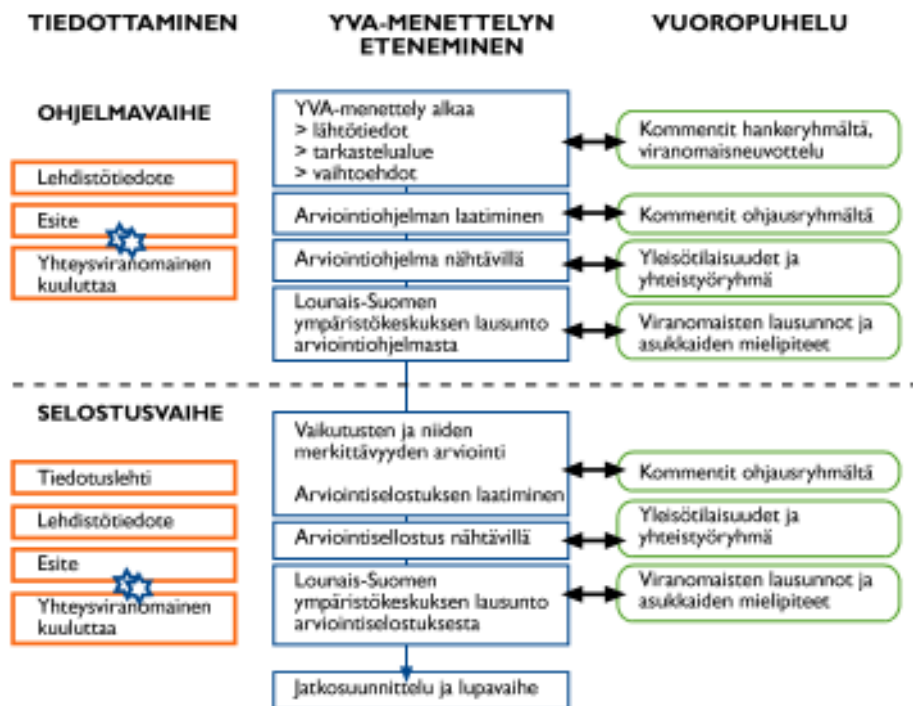 TIEDOTTAMINEN
YVA-MENETTELYN
ETENEMINEN
VUOROPUHELU
OHJELMAVAIHE
Lehdistötiedote
Esite
Yhteysviranomainen
kuuluttaa
YVA-menettely alkaa
> lähtötiedot
> tarkastelualue
> vaihtoehdot
Kommentit hankeryhmältä,
viranomaisneuvottelu
Arviointiohjelman laatiminen
Kommentit ohjausryhmältä
Arviointiohjelma nähtävillä
Yleisötilaisuudet ja
yhteistyöryhmä
Lounais-Suomen
ympäristökeskuksen lausunto
arviointiohjelmasta
Viranomaisten lausunnot ja
asukkaiden mielipiteet
SELOSTUSVAIHE
Tiedotuslehti
Lehdistötiedote
Esite
Yhteysviranomainen
kuuluttaa
Vaikutusten ja niiden
merkittävyyden arviointi
Arviointiselostuksen laatiminen
Kommentit ohjausryhmältä
Arviointisellostus nähtävillä
Yleisötilaisuudet ja
yhteistyöryhmä
Lounais-Suomen
ympäristökeskuksen lausunto
arviointiselostuksesta
Viranomaisten lausunnot ja
asukkaiden mielipiteet
Jatkosuunnittelu ja lupavaihe